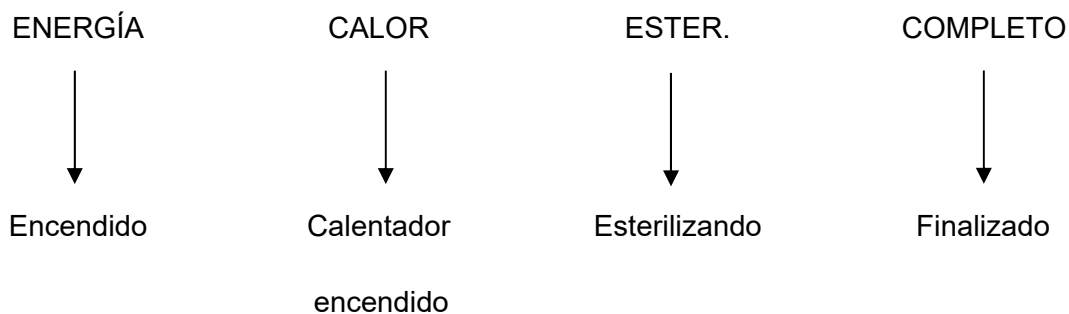 ENERGÍA CALOR ESTER. COMPLETO
Encendido Calentador Esterilizando Finalizado
encendido